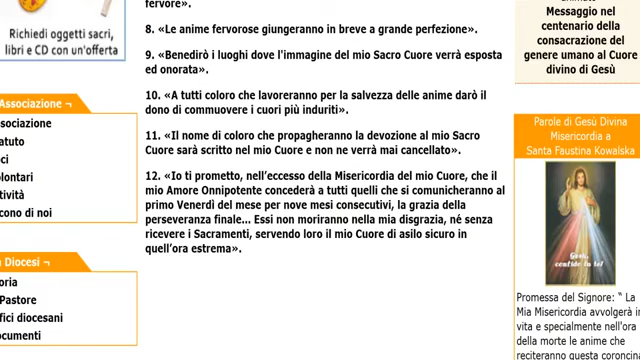 Richiedi oggetti sacri,
libri e CD con un'offerta
Associazione ¬
sociazione
atuto
ci
lontari
tività
cono di noi
Diocesi ¬
oria
Pastore
fici diocesani
ocumenti
fervore».
8. «Le anime fervorose giungeranno in breve a grande perfezione».
9. «Benedirò i luoghi dove l'immagine del mio Sacro Cuore verrà esposta
ed onorata».
10. «A tutti coloro che lavoreranno per la salvezza delle anime darò il
dono di commuovere i cuori più induriti».
11. «Il nome di coloro che propagheranno la devozione al mio Sacro
Cuore sarà scritto nel mio Cuore e non ne verrà mai cancellato».
12. «Io ti prometto, nell'eccesso della Misericordia del mio Cuore, che il
mio Amore Onnipotente concederà a tutti quelli che si comunicheranno al
primo Venerdì del mese per nove mesi consecutivi, la grazia della
perseveranza finale... Essi non moriranno nella mia disgrazia, né senza
ricevere i Sacramenti, servendo loro il mio Cuore di asilo sicuro in
quell'ora estrema».
Messaggio nel
centenario della
consacrazione del
genere umano al Cuore
divino di Gesù
Parole di Gesù Divina
Misericordia a
Santa Faustina Kowalska
Gesù,
confido in te!
Promessa del Signore: “ La
Mia Misericordia avvolgerà in
vita e specialmente nell'ora
della morte le anime che
reciteranno questa coroncina